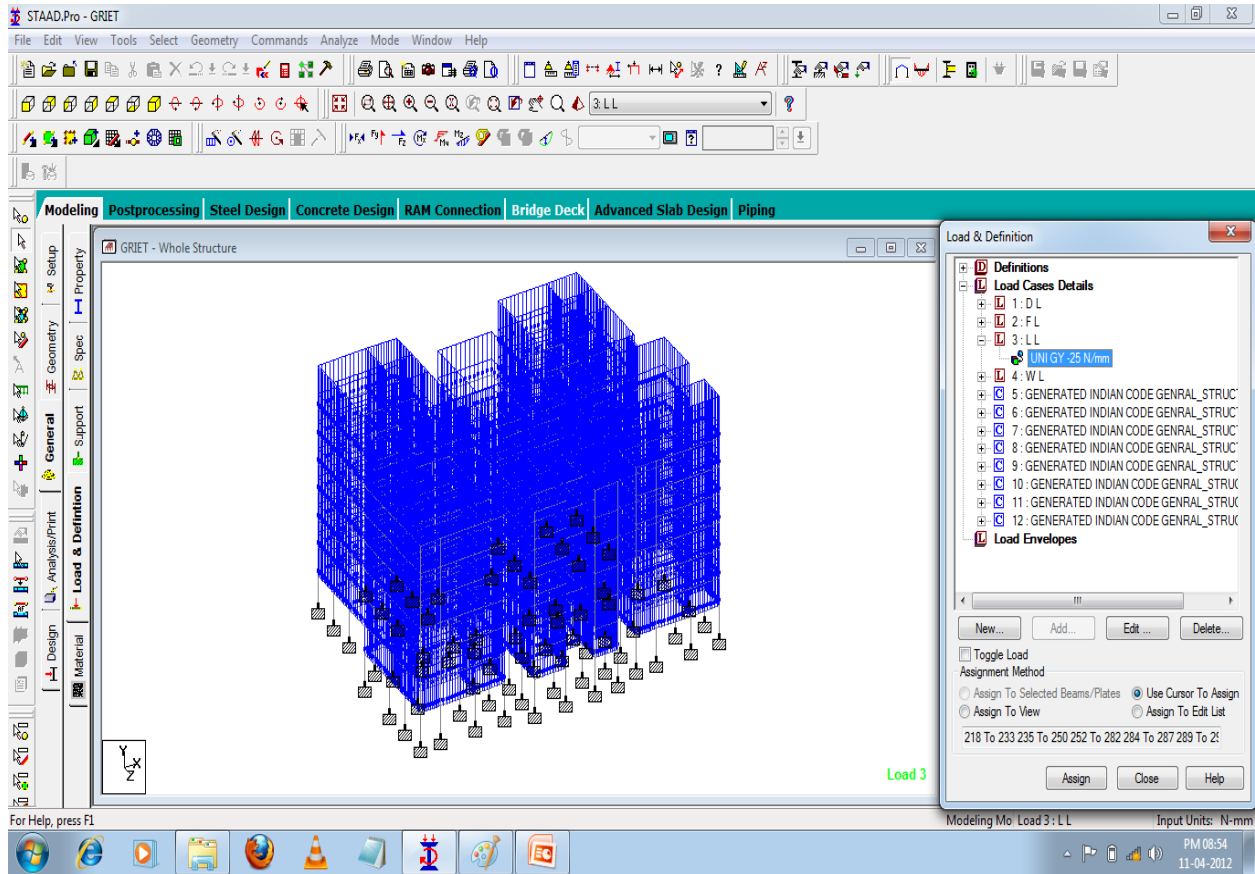 STAAD.Pro - GRIET
File Edit View Tools Select Geometry Commands Analyze Mode Window Help
3:L L
Modeling Postprocessing Steel Design Concrete Design RAM Connection Bridge Deck Advanced Slab Design Piping
Setup
Geometry
General
Analysis/Print
Design
Property
Spec
Support
Load & Defintion
Material
GRIET - Whole Structure
Y
X
Z
Load 3
Load & Definition
Definitions
Load Cases Details
1 : D L
2 : F L
3 : L L
UNI GY -25 N/mm
4 : W L
5 : GENERATED INDIAN CODE GENRAL_STRUC
6 : GENERATED INDIAN CODE GENRAL_STRUC
7 : GENERATED INDIAN CODE GENRAL_STRUC
8 : GENERATED INDIAN CODE GENRAL_STRUC
9 : GENERATED INDIAN CODE GENRAL_STRUC
10 : GENERATED INDIAN CODE GENRAL_STRU
11 : GENERATED INDIAN CODE GENRAL_STRU
12 : GENERATED INDIAN CODE GENRAL_STRU
Load Envelopes
New... Add... Edit ... Delete...
Toggle Load
Assignment Method
Assign To Selected Beams/Plates Use Cursor To Assign
Assign To View Assign To Edit List
218 To 233 235 To 250 252 To 282 284 To 287 289 To
Assign Close Help
For Help, press F1 Modeling Mo Load 3 : L L Input Units: N-mm
PM 08:54
11-04-2012